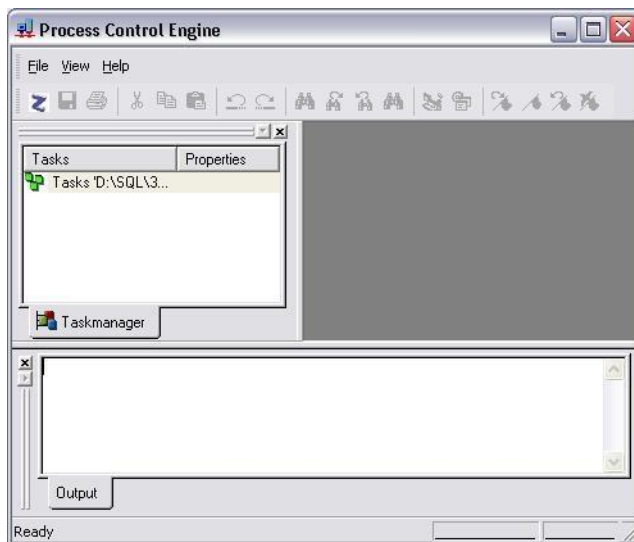 Process Control Engine
File View Help
Tasks Properties
Tasks 'D:\SQL\3...
Taskmanager
Output
Ready